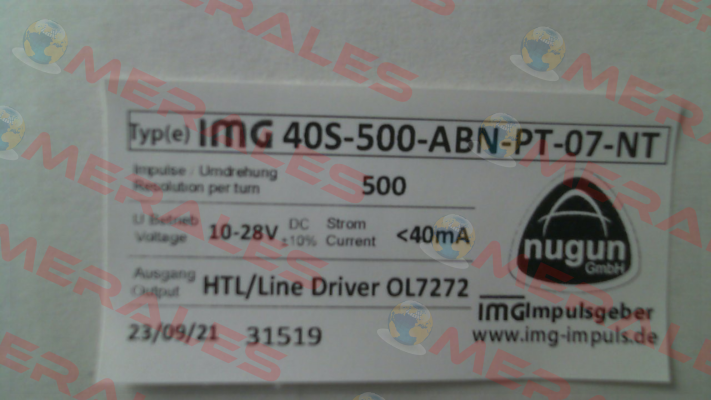 Typ(e) IMG 40S-500-ABN-PT-07-NT
Impulse / Umdrehung
Resolution per turn
500
U Betrieb
Voltage
10-28V
DC
±10%
Strom
Current
<40mA
Ausgang
Output
HTL/Line Driver OL7272
23/09/21 31519
nugun
GmbH
IMG Impulsgeber
www.img-impuls.de
MERALES
MERALES
MERALES
MERALES
MERALES
MERALES